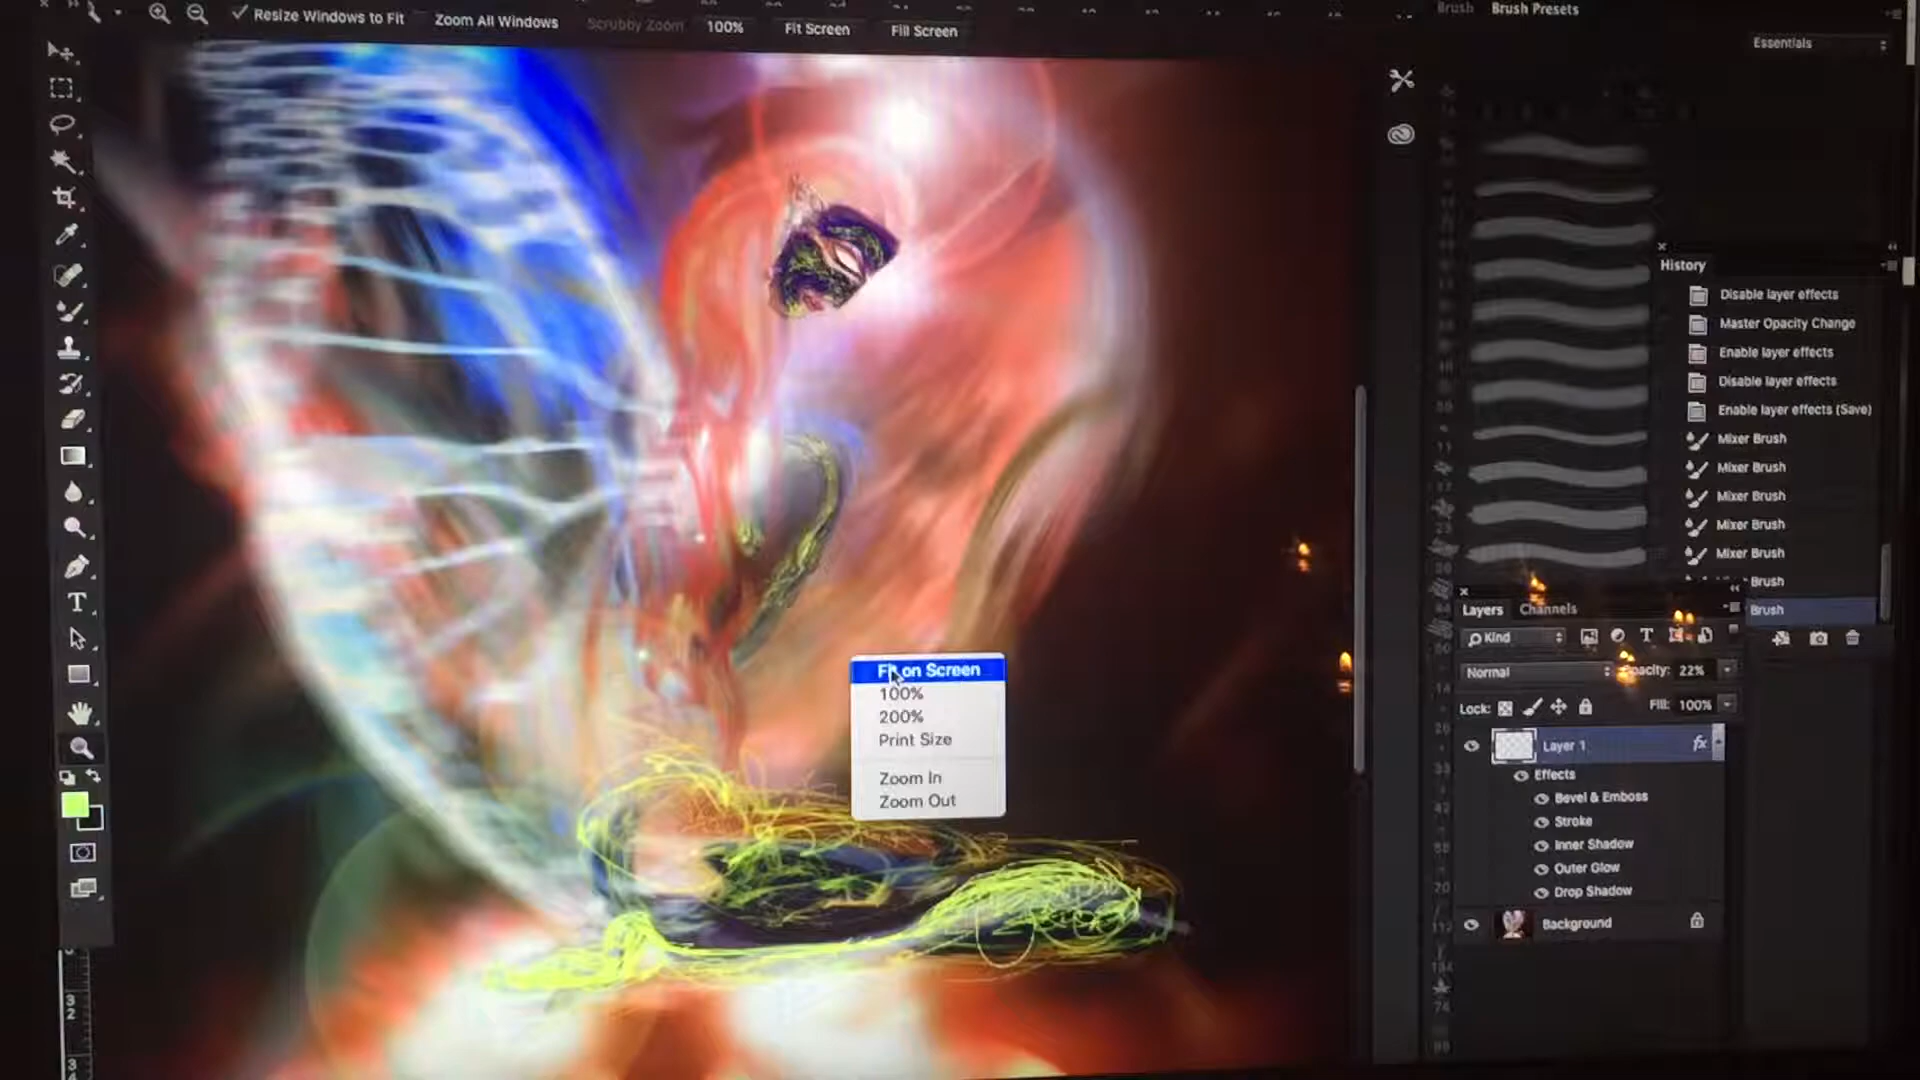 Resize Windows to Fit
Zoom All Windows
Scrubby Zoom
100%
Fit Screen
Fill Screen
Brush
Brush Presets
Essentials
History
Disable layer effects
Master Opacity Change
Enable layer effects
Disable layer effects
Enable layer effects (Save)
Mixer Brush
Mixer Brush
Mixer Brush
Mixer Brush
Mixer Brush
Brush
Brush
Fit on Screen
100%
200%
Print Size
Zoom In
Zoom Out
Layers
Channels
Kind
Normal
Opacity: 22%
Lock:
Fill: 100%
Layer 1
fx
Effects
Bevel & Emboss
Stroke
Inner Shadow
Outer Glow
Drop Shadow
Background